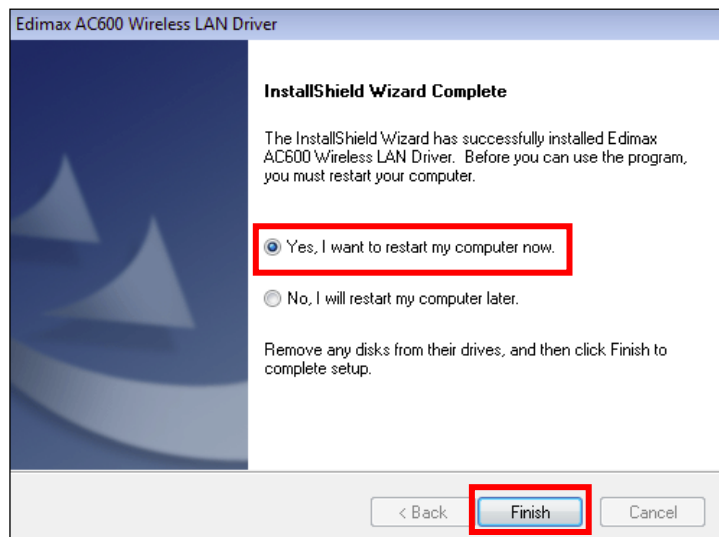 Edimax AC600 Wireless LAN Driver
InstallShield Wizard Complete
The InstallShield Wizard has successfully installed Edimax
AC600 Wireless LAN Driver.  Before you can use the program,
you must restart your computer.
Yes, I want to restart my computer now.
No, I will restart my computer later.
Remove any disks from their drives, and then click Finish to
complete setup.
< Back
Finish
Cancel